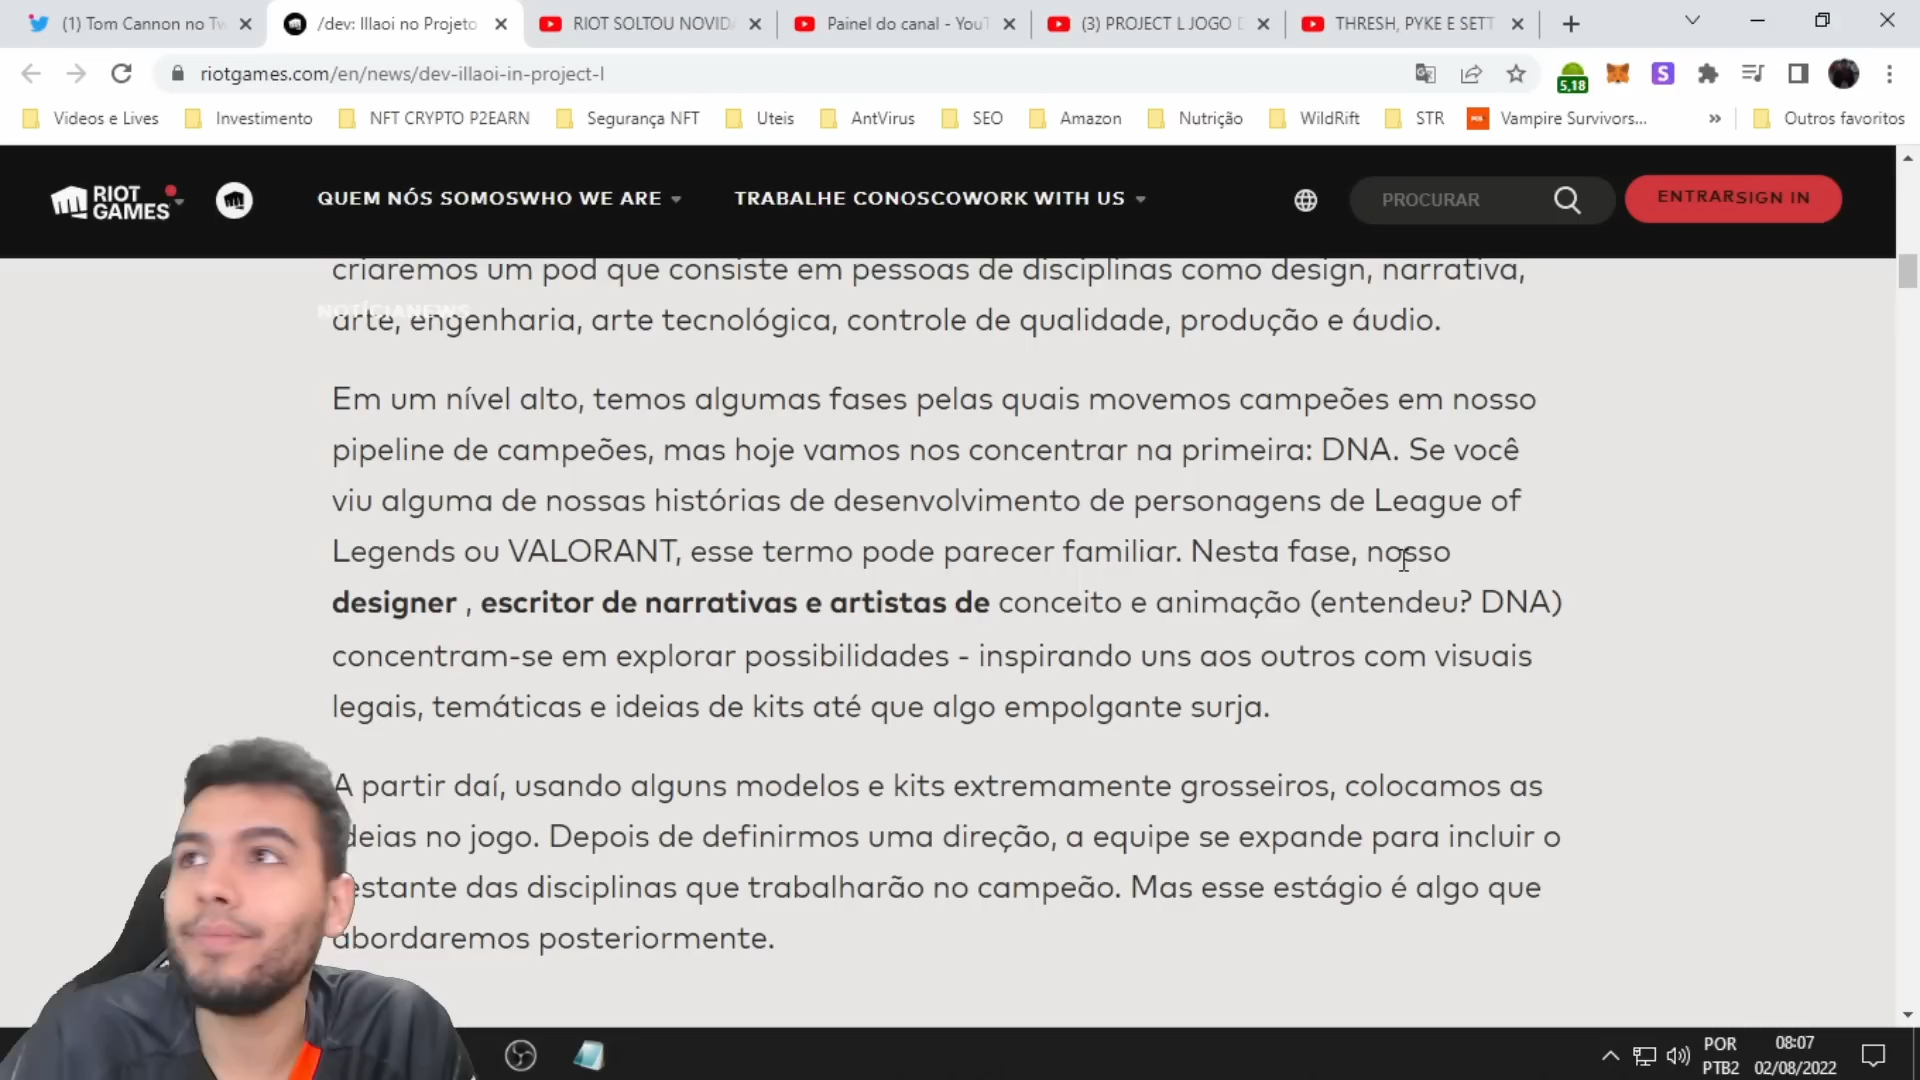 (1) Tom Cannon no Tw
/dev: Illaoi no Projeto
RIOT SOLTOU NOVID
Painel do canal - YouT
(3) PROJECT L JOGO D
THRESH, PYKE E SETT
riotgames.com/en/news/dev-illaoi-in-project-l
5,18
Videos e Lives
Investimento
NFT CRYPTO P2EARN
Segurança NFT
Uteis
AntVirus
SEO
Amazon
Nutrição
WildRift
STR
Vampire Survivors...
»
Outros favoritos
RIOT GAMES
QUEM NÓS SOMOSWHO WE ARE
TRABALHE CONOSCOWORK WITH US
PROCURAR
ENTRARSIGN IN
criaremos um pod que consiste em pessoas de disciplinas como design, narrativa,
NOTÍCIANEWS
arte, engenharia, arte tecnológica, controle de qualidade, produção e áudio.
Em um nível alto, temos algumas fases pelas quais movemos campeões em nosso
pipeline de campeões, mas hoje vamos nos concentrar na primeira: DNA. Se você
viu alguma de nossas histórias de desenvolvimento de personagens de League of
Legends ou VALORANT, esse termo pode parecer familiar. Nesta fase, nosso
designer , escritor de narrativas e artistas de conceito e animação (entendeu? DNA)
concentram-se em explorar possibilidades - inspirando uns aos outros com visuais
legais, temáticas e ideias de kits até que algo empolgante surja.
A partir daí, usando alguns modelos e kits extremamente grosseiros, colocamos as
ideias no jogo. Depois de definirmos uma direção, a equipe se expande para incluir o
estante das disciplinas que trabalharão no campeão. Mas esse estágio é algo que
abordaremos posteriormente.
POR
PTB2
08:07
02/08/2022